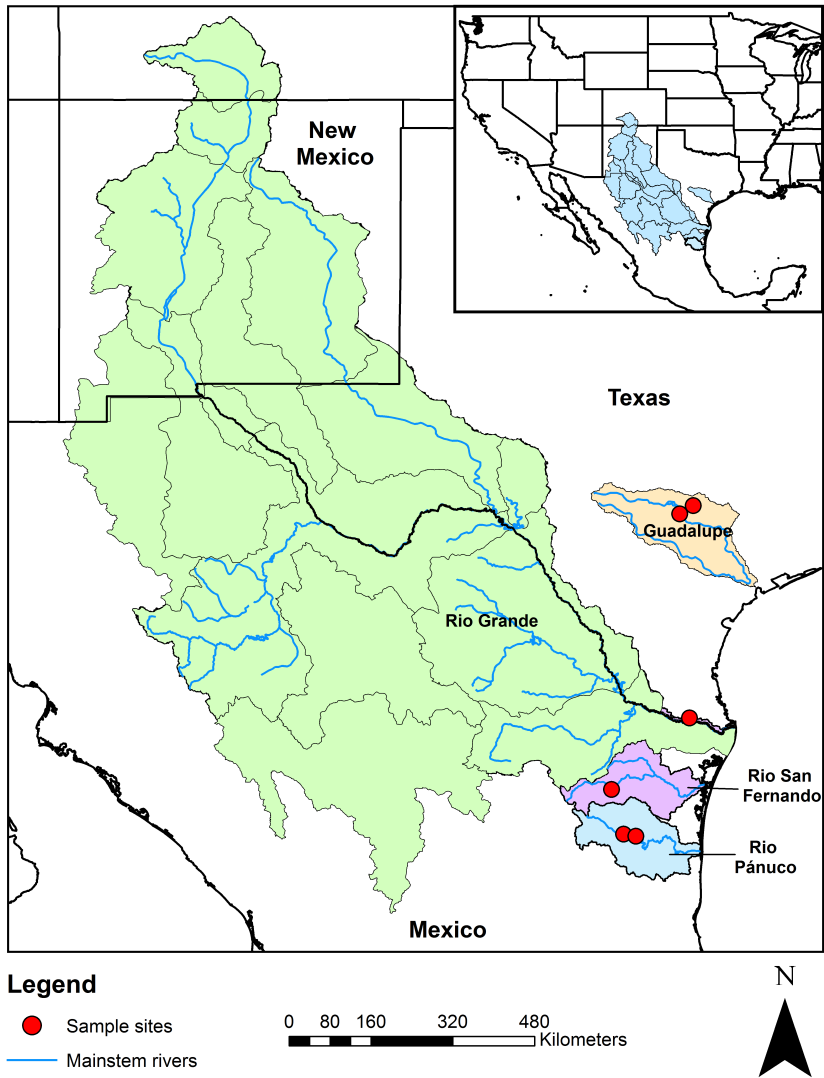 New
Mexico
Texas
Guadalupe
Rio Grande
Rio San
Fernando
Rio
Pánuco
Mexico
Legend
Sample sites
Mainstem rivers
0 80 160 320 480
Kilometers
N